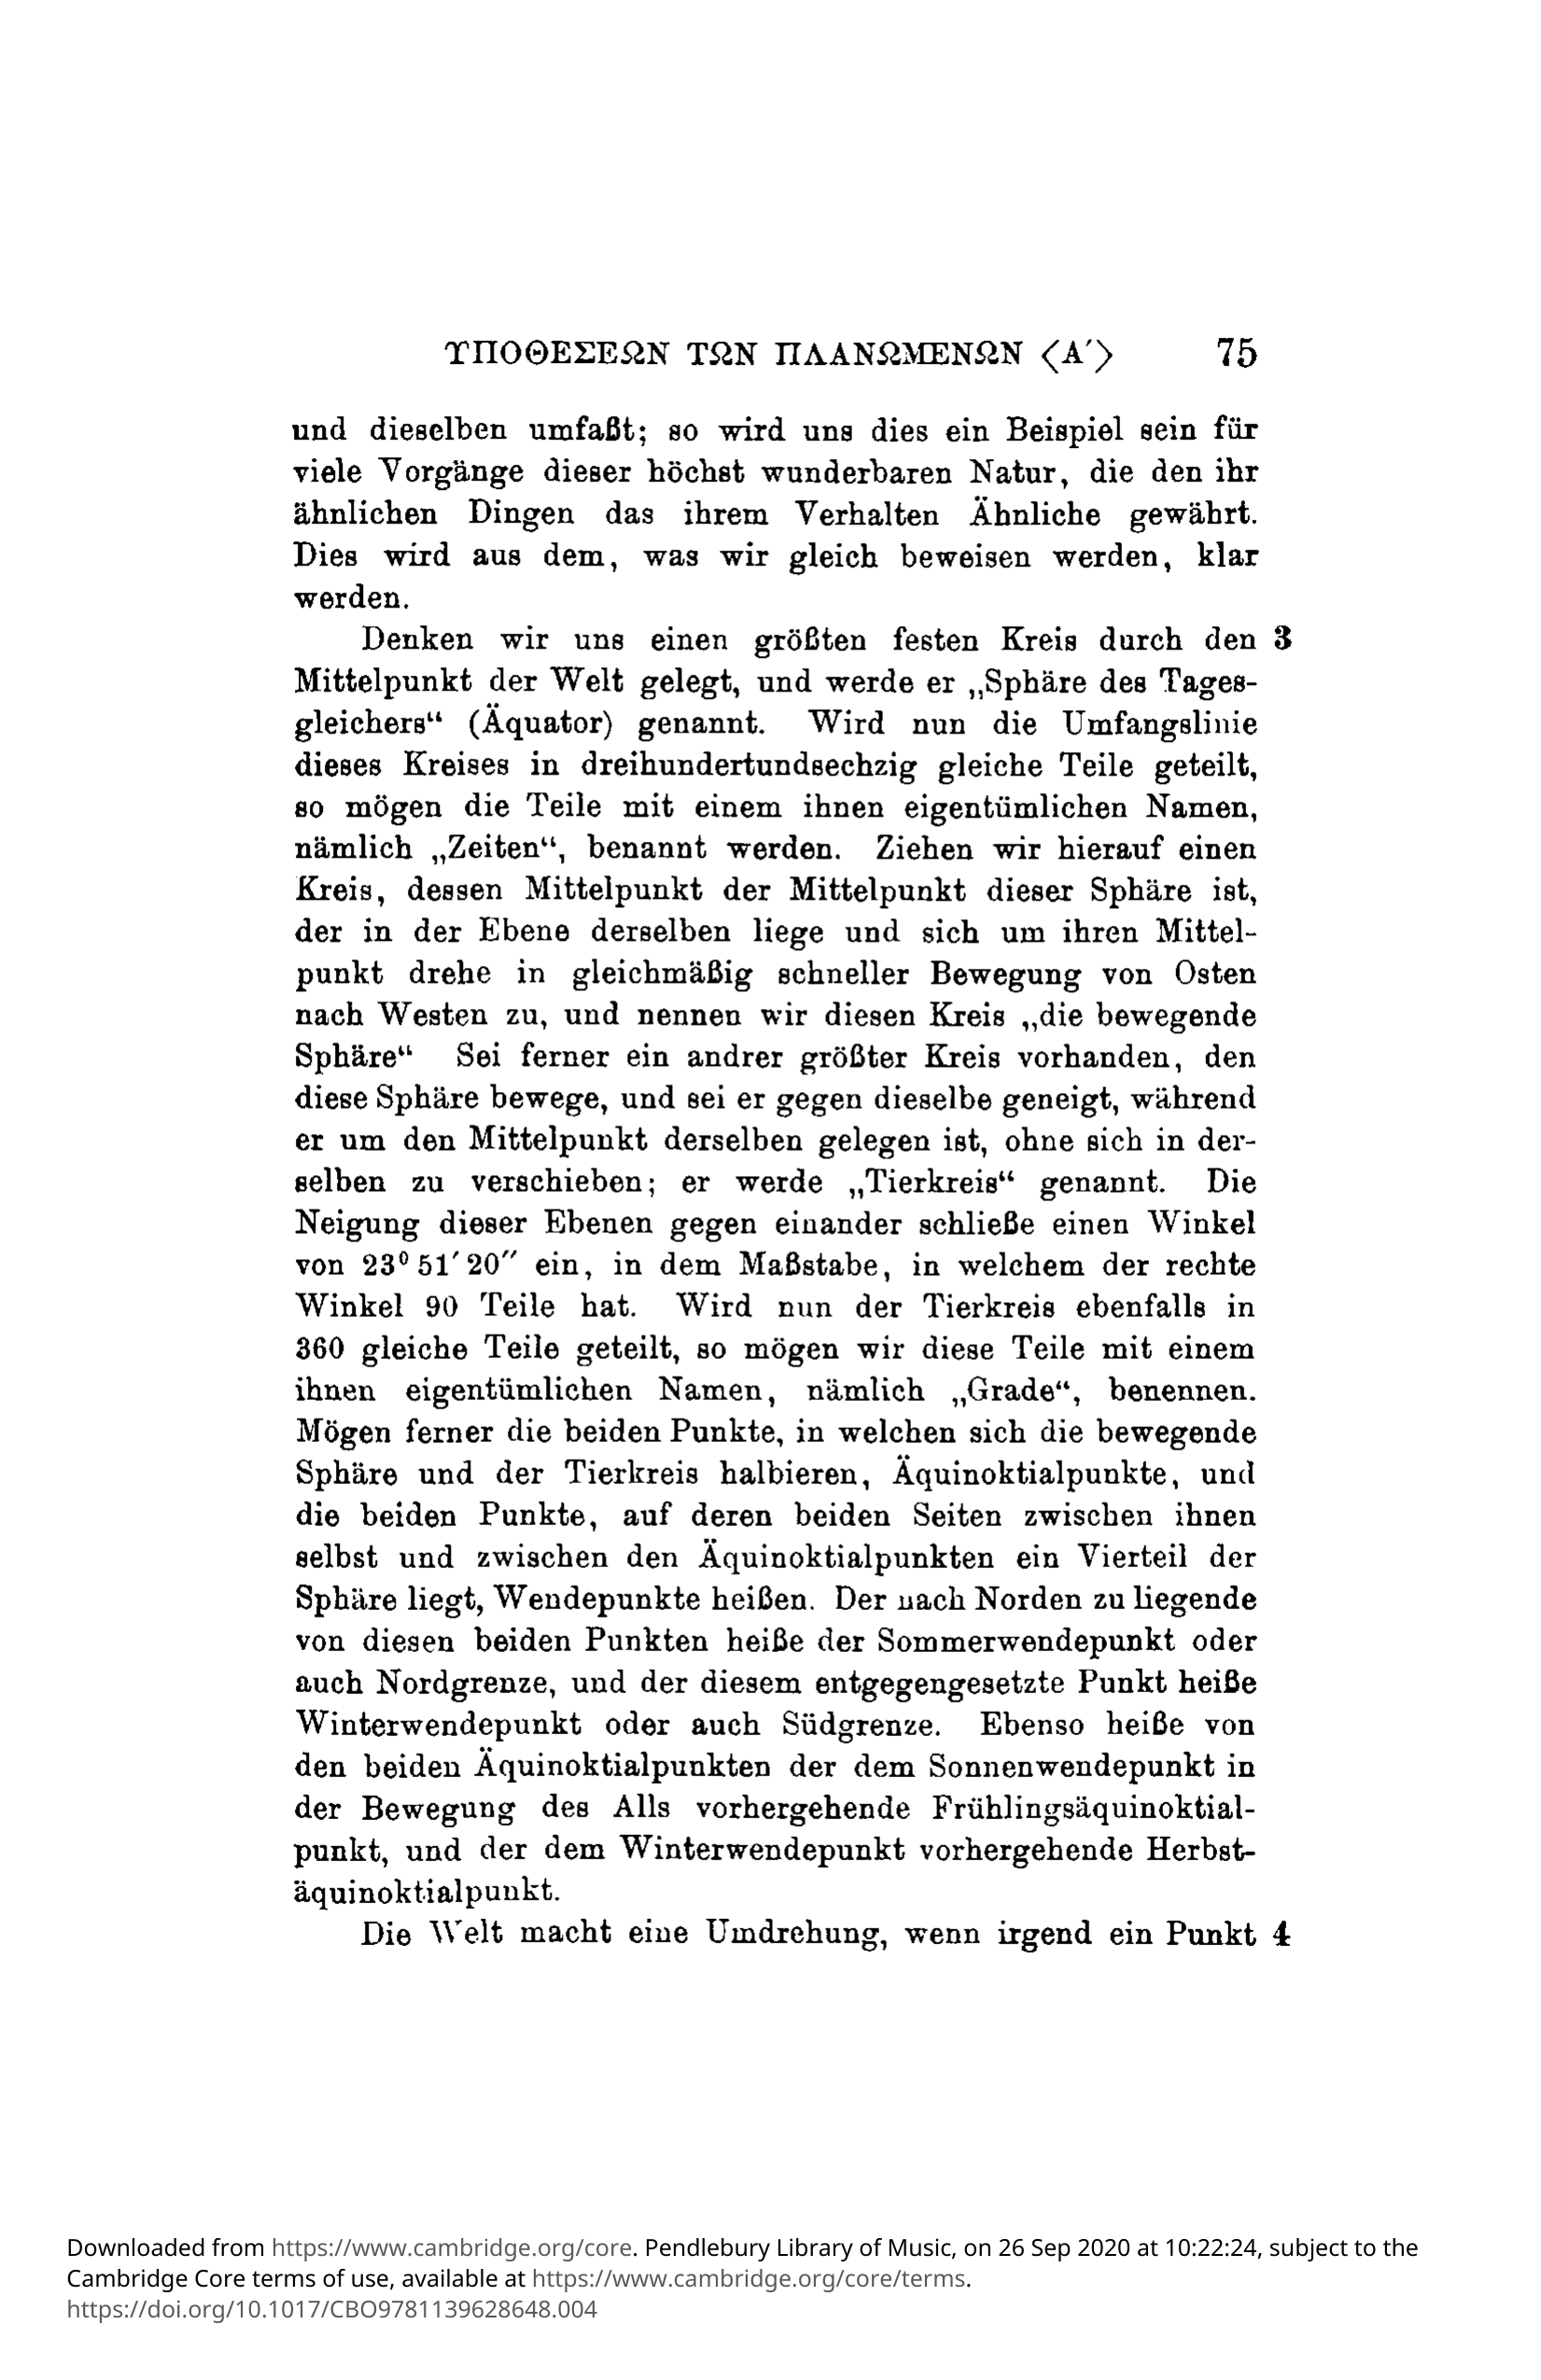 ΥΠΟΘΕΣΕΩΝ ΤΩΝ ΠΛΑΝΩΜΕΝΩΝ ⟨Α′⟩ 75
und dieselben umfaßt; so wird uns dies ein Beispiel sein für
viele Vorgänge dieser höchst wunderbaren Natur, die den ihr
ähnlichen Dingen das ihrem Verhalten Ähnliche gewährt.
Dies wird aus dem, was wir gleich beweisen werden, klar
werden.
Denken wir uns einen größten festen Kreis durch den 3
Mittelpunkt der Welt gelegt, und werde er „Sphäre des Tages-
gleichers“ (Äquator) genannt. Wird nun die Umfangslinie
dieses Kreises in dreihundertundsechzig gleiche Teile geteilt,
so mögen die Teile mit einem ihnen eigentümlichen Namen,
nämlich „Zeiten“, benannt werden. Ziehen wir hierauf einen
Kreis, dessen Mittelpunkt der Mittelpunkt dieser Sphäre ist,
der in der Ebene derselben liege und sich um ihren Mittel-
punkt drehe in gleichmäßig schneller Bewegung von Osten
nach Westen zu, und nennen wir diesen Kreis „die bewegende
Sphäre“ Sei ferner ein andrer größter Kreis vorhanden, den
diese Sphäre bewege, und sei er gegen dieselbe geneigt, während
er um den Mittelpunkt derselben gelegen ist, ohne sich in der-
selben zu verschieben; er werde „Tierkreis“ genannt. Die
Neigung dieser Ebenen gegen einander schließe einen Winkel
von 23⁰ 51′ 20″ ein, in dem Maßstabe, in welchem der rechte
Winkel 90 Teile hat. Wird nun der Tierkreis ebenfalls in
360 gleiche Teile geteilt, so mögen wir diese Teile mit einem
ihnen eigentümlichen Namen, nämlich „Grade“, benennen.
Mögen ferner die beiden Punkte, in welchen sich die bewegende
Sphäre und der Tierkreis halbieren, Äquinoktialpunkte, und
die beiden Punkte, auf deren beiden Seiten zwischen ihnen
selbst und zwischen den Äquinoktialpunkten ein Vierteil der
Sphäre liegt, Wendepunkte heißen. Der nach Norden zu liegende
von diesen beiden Punkten heiße der Sommerwendepunkt oder
auch Nordgrenze, und der diesem entgegengesetzte Punkt heiße
Winterwendepunkt oder auch Südgrenze. Ebenso heiße von
den beiden Äquinoktialpunkten der dem Sonnenwendepunkt in
der Bewegung des Alls vorhergehende Frühlingsäquinoktial-
punkt, und der dem Winterwendepunkt vorhergehende Herbst-
äquinoktialpunkt.
Die Welt macht eine Umdrehung, wenn irgend ein Punkt 4
Downloaded from https://www.cambridge.org/core. Pendlebury Library of Music, on 26 Sep 2020 at 10:22:24, subject to the
Cambridge Core terms of use, available at https://www.cambridge.org/core/terms.
https://doi.org/10.1017/CBO9781139628648.004